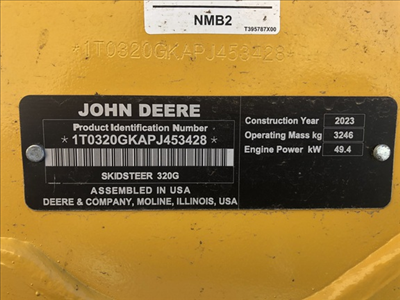 NMB2
T395787X00
*1T0320GKAPJ453428*
JOHN DEERE
Product Identification Number
*1T0320GKAPJ453428*
SKIDSTEER 320G
ASSEMBLED IN USA
DEERE & COMPANY, MOLINE, ILLINOIS, USA
Construction Year 2023
Operating Mass kg 3246
Engine Power kW 49.4